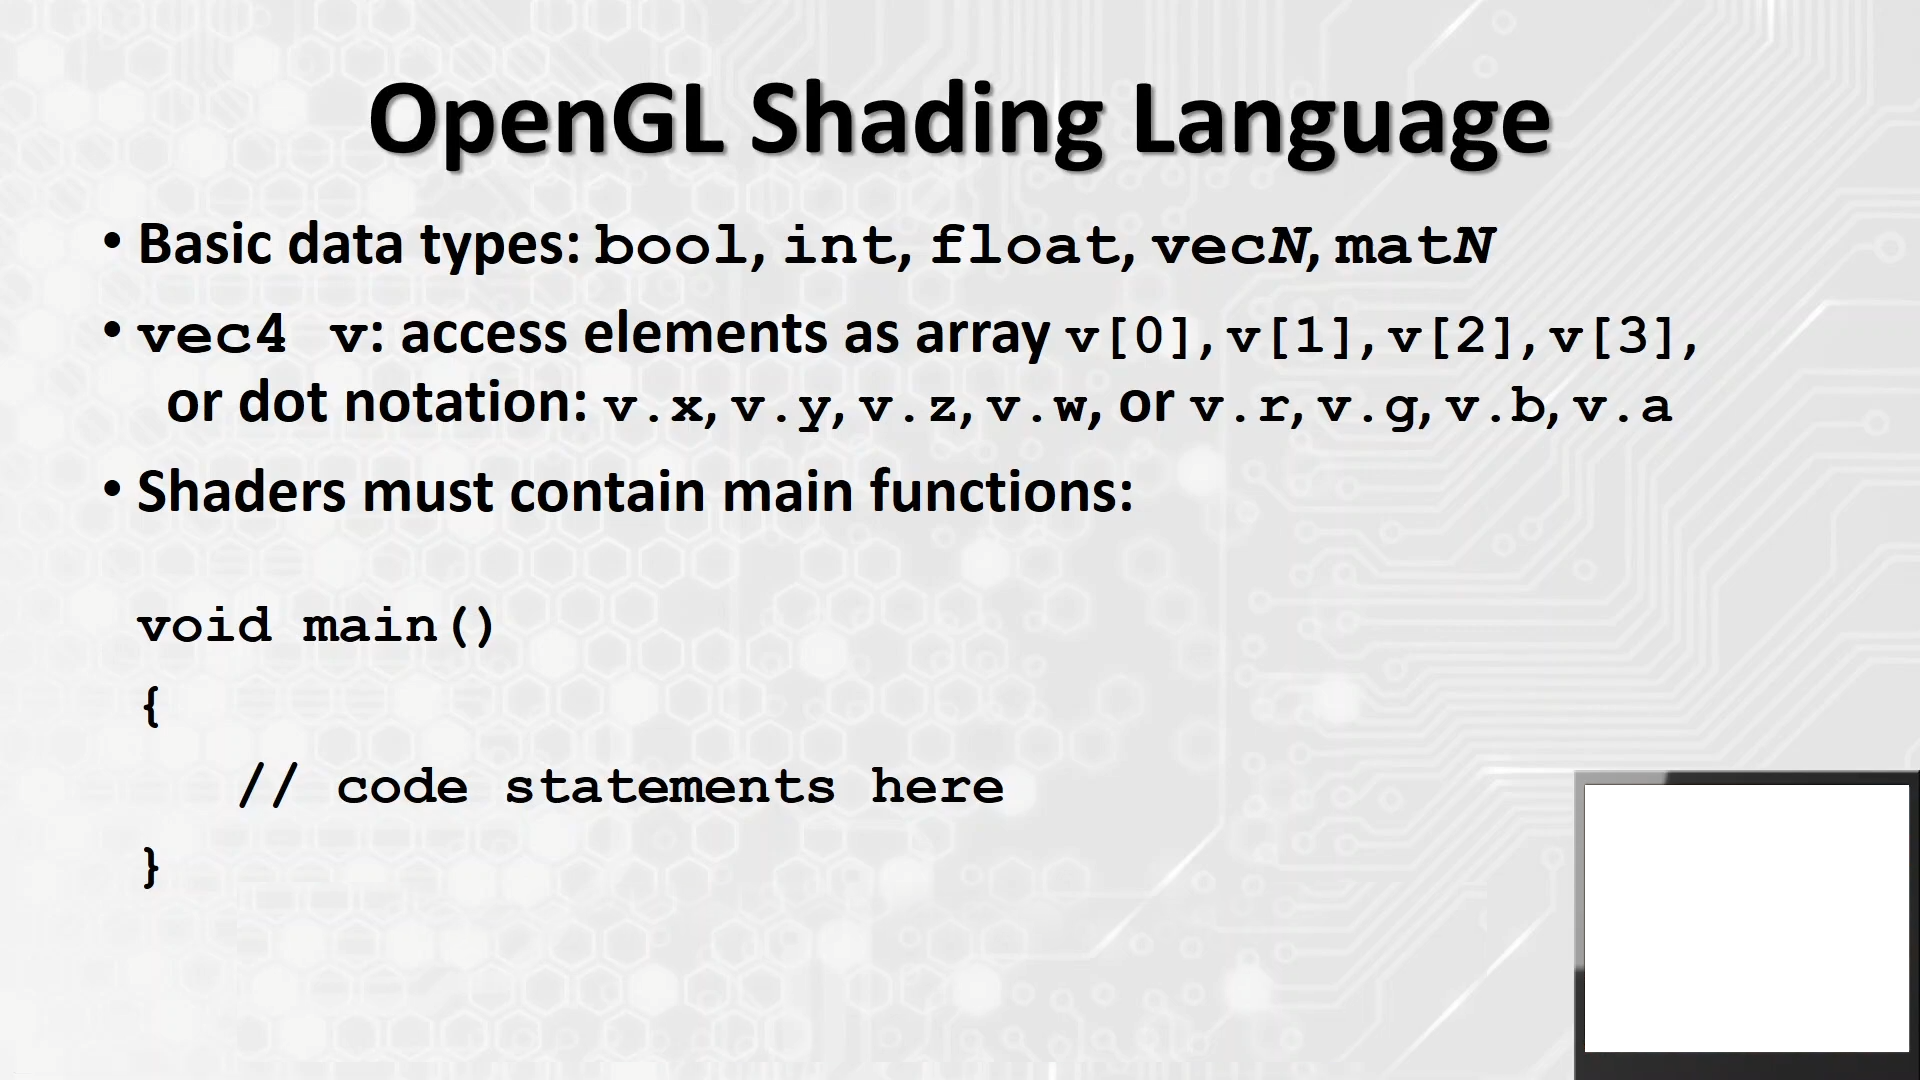 OpenGL Shading Language
• Basic data types: bool, int, float, vecN, matN
• vec4 v: access elements as array v[0], v[1], v[2], v[3],
or dot notation: v.x, v.y, v.z, v.w, or v.r, v.g, v.b, v.a
• Shaders must contain main functions:
void main()
{
// code statements here
}